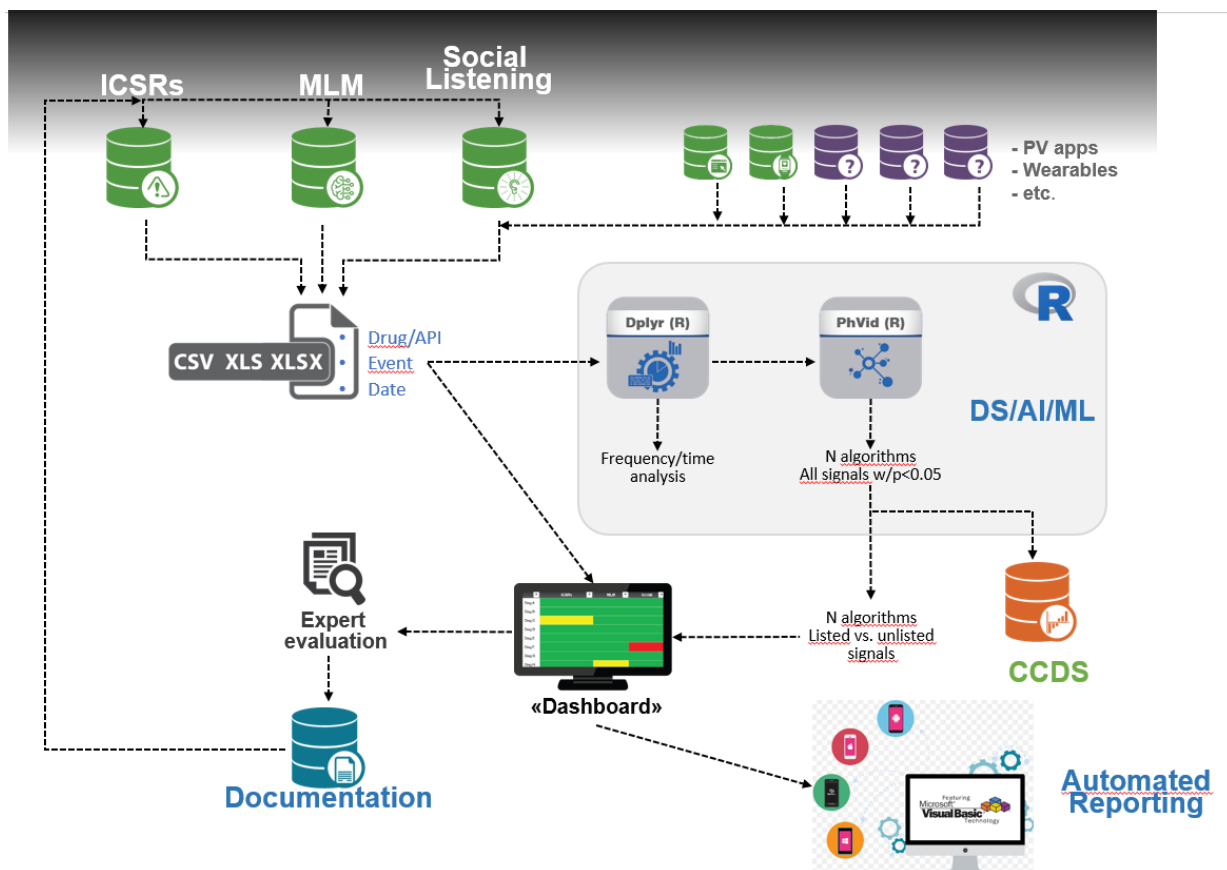 ICSRs
MLM
Social
Listening
- PV apps
- Wearables
- etc.
?
?
?
CSV XLS XLSX
Drug/API
Event
Date
R
Dplyr (R)
PhVid (R)
DS/AI/ML
Frequency/time
analysis
N algorithms
All signals w/p<0.05
Expert
evaluation
N algorithms
Listed vs. unlisted
signals
CCDS
«Dashboard»
Documentation
Featuring
Microsoft®
Visual Basic
Technology
Automated
Reporting